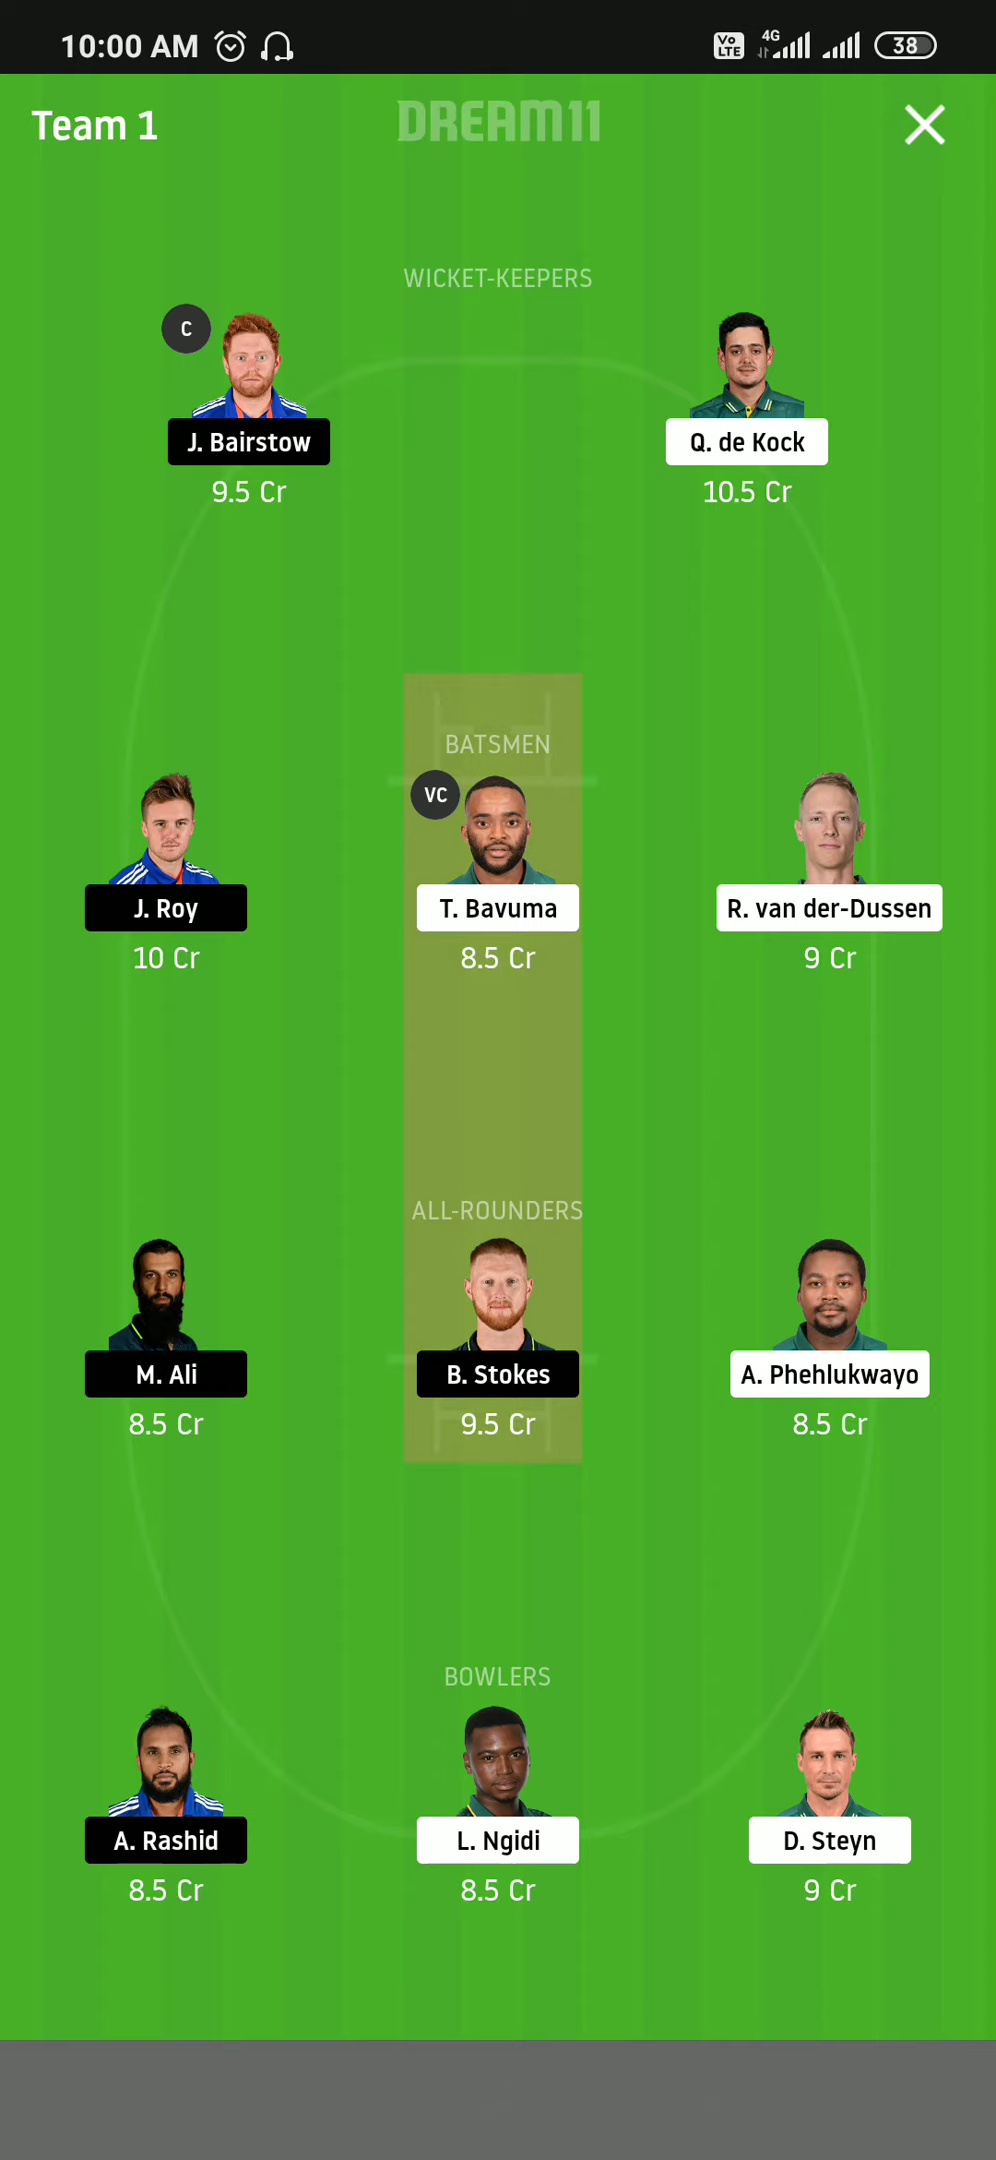 10:00 AM
Vo
LTE
4G
38
Team 1
DREAM11
WICKET-KEEPERS
C
J. Bairstow
Q. de Kock
9.5 Cr
10.5 Cr
BATSMEN
VC
J. Roy
T. Bavuma
R. van der-Dussen
10 Cr
8.5 Cr
9 Cr
ALL-ROUNDERS
M. Ali
B. Stokes
A. Phehlukwayo
8.5 Cr
9.5 Cr
8.5 Cr
BOWLERS
A. Rashid
L. Ngidi
D. Steyn
8.5 Cr
8.5 Cr
9 Cr